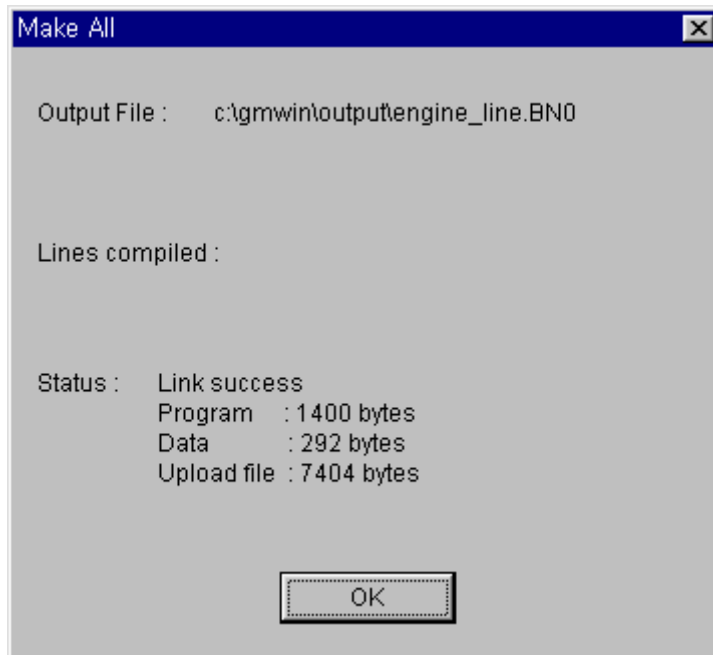 Make All
Output File : c:\gmwin\output\engine_line.BN0
Lines compiled :
Status : Link success
Program : 1400 bytes
Data : 292 bytes
Upload file : 7404 bytes
OK